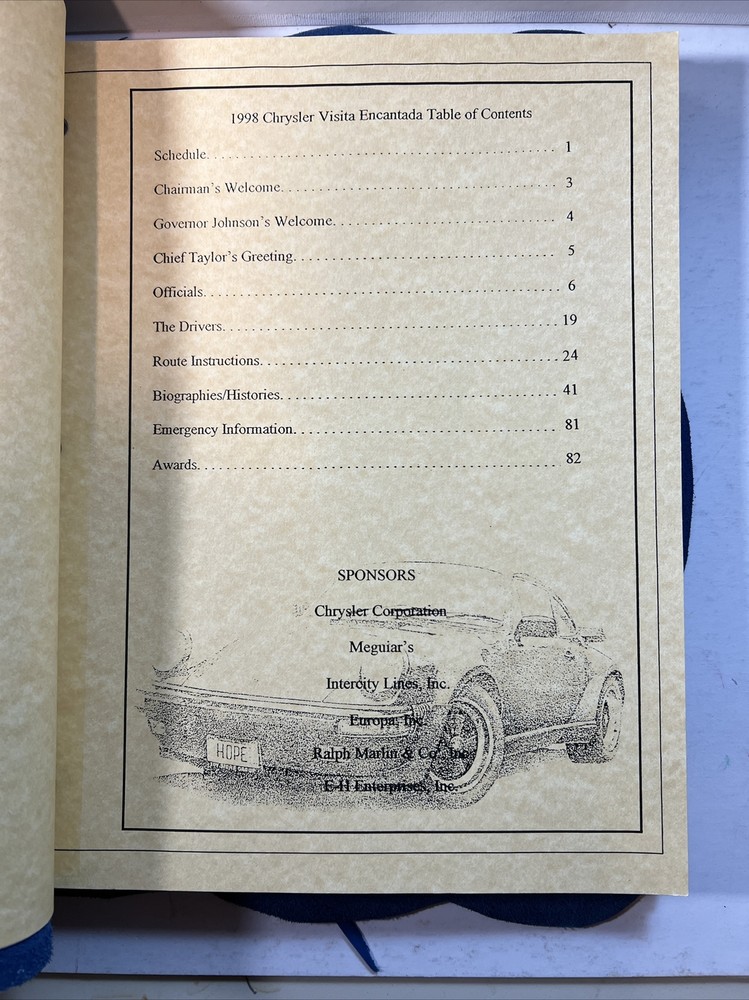 1998 Chrysler Visita Encantada Table of Contents
Schedule. . . . . . . . . . . . . . . . . . . . . . . . . . . . . . . . . . . . . . . . . . . . . . . . . . 1
Chairman's Welcome. . . . . . . . . . . . . . . . . . . . . . . . . . . . . . . . . . . . . . . 3
Governor Johnson's Welcome. . . . . . . . . . . . . . . . . . . . . . . . . . . . . . . 4
Chief Taylor's Greeting. . . . . . . . . . . . . . . . . . . . . . . . . . . . . . . . . . . . . 5
Officials. . . . . . . . . . . . . . . . . . . . . . . . . . . . . . . . . . . . . . . . . . . . . . . . . . 6
The Drivers. . . . . . . . . . . . . . . . . . . . . . . . . . . . . . . . . . . . . . . . . . . . . . . 19
Route Instructions. . . . . . . . . . . . . . . . . . . . . . . . . . . . . . . . . . . . . . . . . 24
Biographies/Histories. . . . . . . . . . . . . . . . . . . . . . . . . . . . . . . . . . . . . . 41
Emergency Information. . . . . . . . . . . . . . . . . . . . . . . . . . . . . . . . . . . . 81
Awards. . . . . . . . . . . . . . . . . . . . . . . . . . . . . . . . . . . . . . . . . . . . . . . . . . 82
SPONSORS
Chrysler Corporation
Meguiar's
Intercity Lines, Inc.
Europa, Inc.
Ralph Marlin & Co., Inc.
E-H Enterprises, Inc.
HOPE